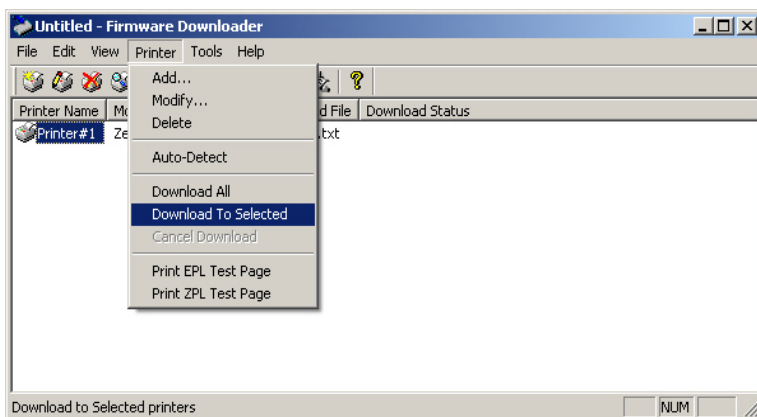 Untitled - Firmware Downloader
File Edit View Printer Tools Help
Printer Name d File Download Status
Printer#1 .txt
Add...
Modify...
Delete
Auto-Detect
Download All
Download To Selected
Cancel Download
Print EPL Test Page
Print ZPL Test Page
Download to Selected printers NUM